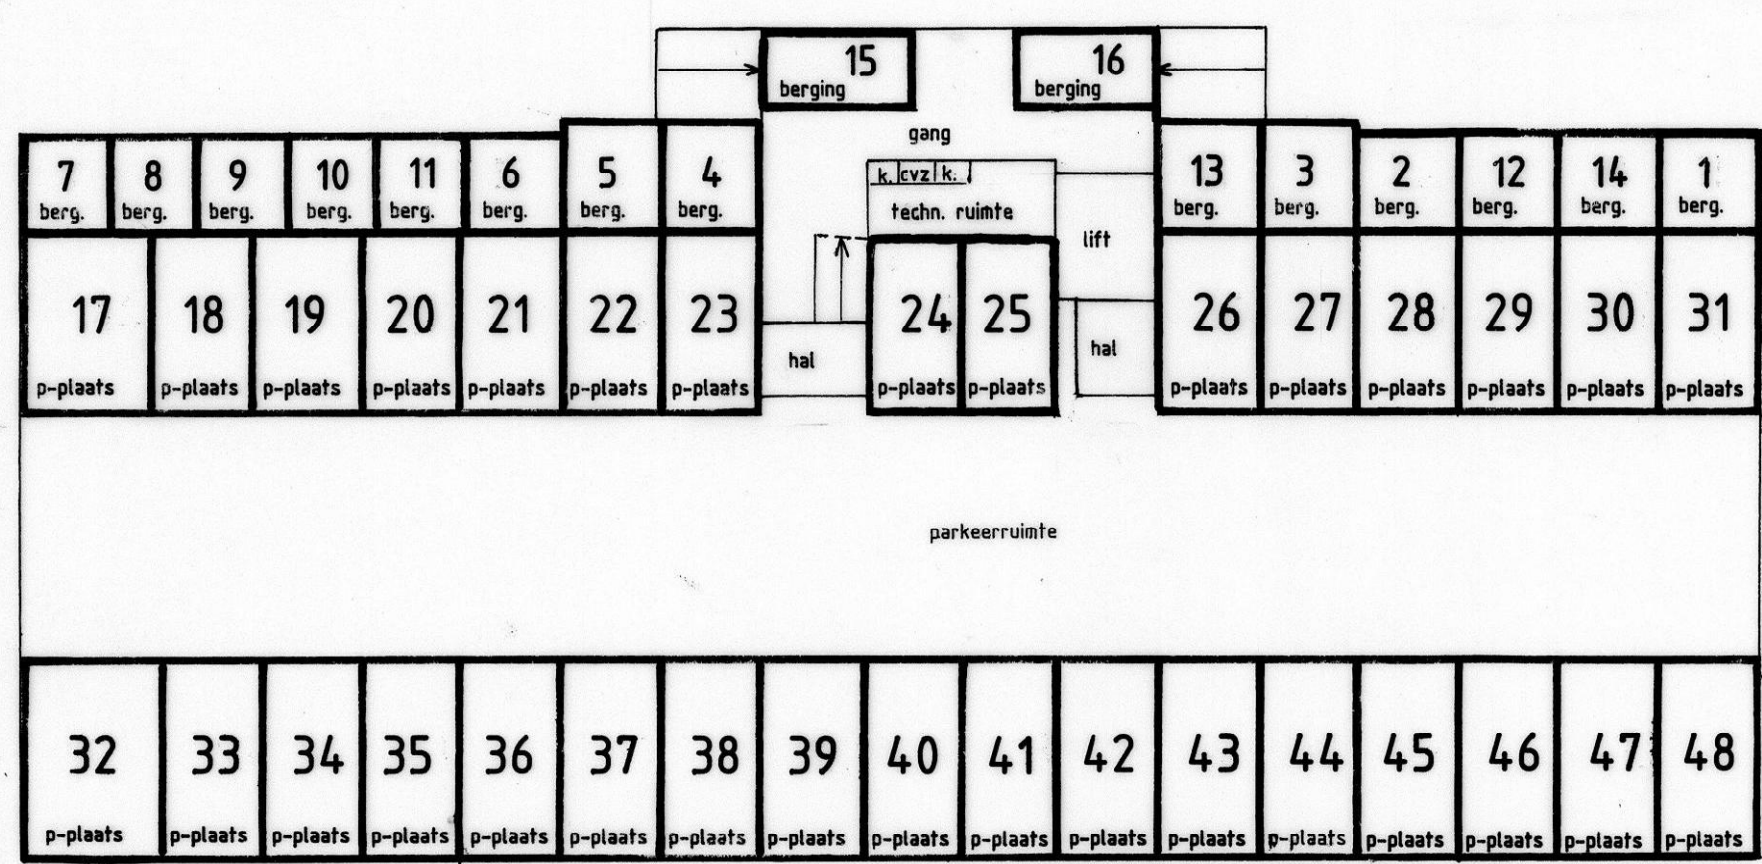 15 16
berging berging
gang
7 8 9 10 11 6 5 4 k. cvz k. 13 3 2 12 14 1
berg. berg. berg. berg. berg. berg. berg. berg. techn. ruimte berg. berg. berg. berg. berg. berg.
lift
17 18 19 20 21 22 23 24 25 26 27 28 29 30 31
hal hal
p-plaats p-plaats p-plaats p-plaats p-plaats p-plaats p-plaats p-plaats p-plaats p-plaats p-plaats p-plaats p-plaats p-plaats p-plaats
parkeerruimte
32 33 34 35 36 37 38 39 40 41 42 43 44 45 46 47 48
p-plaats p-plaats p-plaats p-plaats p-plaats p-plaats p-plaats p-plaats p-plaats p-plaats p-plaats p-plaats p-plaats p-plaats p-plaats p-plaats p-plaats